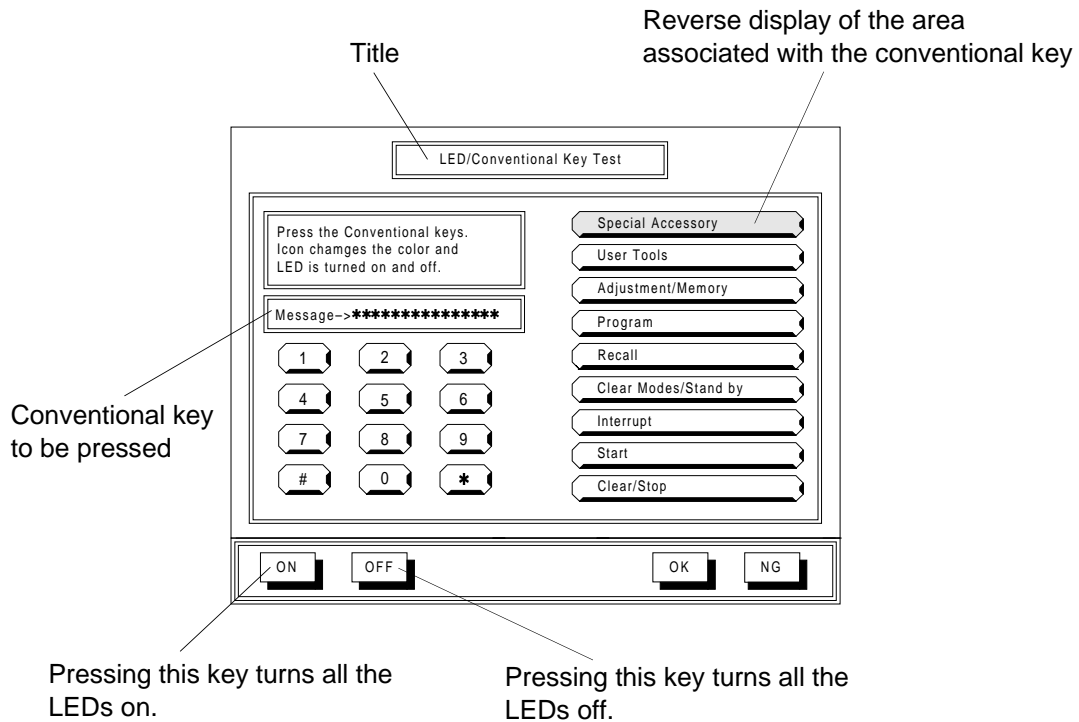 Reverse display of the area
associated with the conventional key
Title
LED/Conventional Key Test
Press the Conventional keys.
Icon chamges the color and
LED is turned on and off.
Message–>***************
1 2 3
4 5 6
7 8 9
# 0 *
Special Accessory
User Tools
Adjustment/Memory
Program
Recall
Clear Modes/Stand by
Interrupt
Start
Clear/Stop
Conventional key
to be pressed
ON OFF OK NG
Pressing this key turns all the
LEDs on.
Pressing this key turns all the
LEDs off.